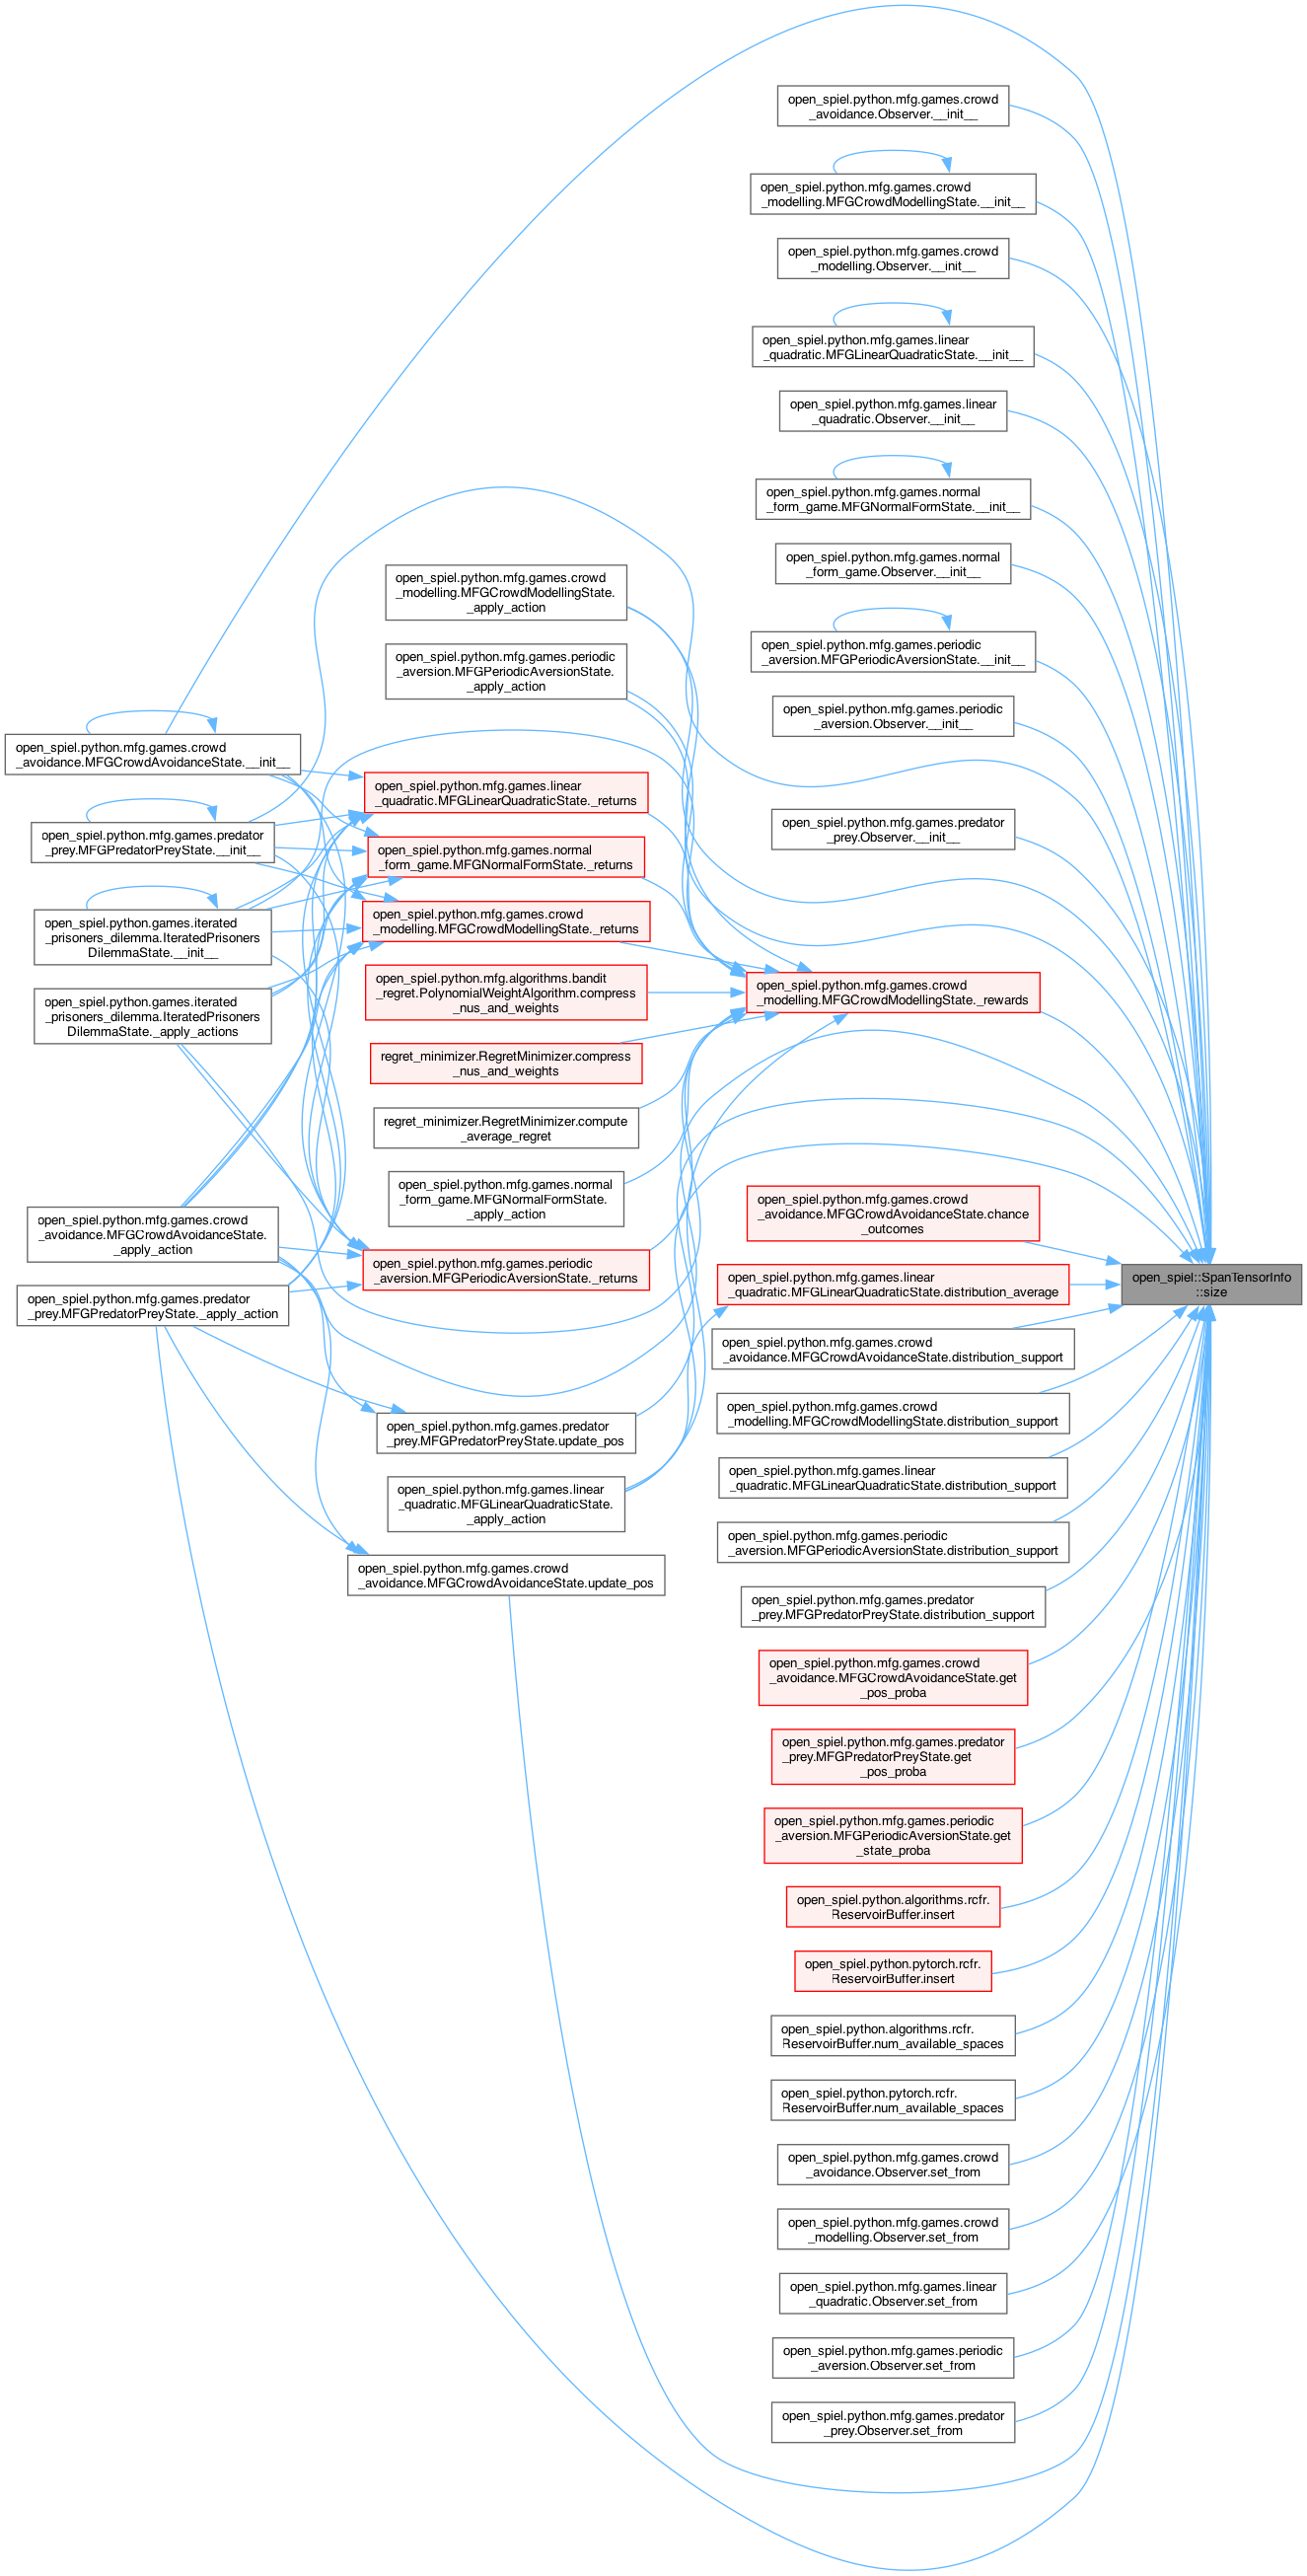 open_spiel.python.mfg.games.crowd
_avoidance.MFGCrowdAvoidanceState.__init__
open_spiel.python.mfg.games.predator
_prey.MFGPredatorPreyState.__init__
open_spiel.python.games.iterated
_prisoners_dilemma.IteratedPrisoners
DilemmaState.__init__
open_spiel.python.games.iterated
_prisoners_dilemma.IteratedPrisoners
DilemmaState._apply_actions
open_spiel.python.mfg.games.crowd
_avoidance.MFGCrowdAvoidanceState.
_apply_action
open_spiel.python.mfg.games.predator
_prey.MFGPredatorPreyState._apply_action
open_spiel.python.mfg.games.crowd
_modelling.MFGCrowdModellingState.
_apply_action
open_spiel.python.mfg.games.periodic
_aversion.MFGPeriodicAversionState.
_apply_action
open_spiel.python.mfg.games.linear
_quadratic.MFGLinearQuadraticState._returns
open_spiel.python.mfg.games.normal
_form_game.MFGNormalFormState._returns
open_spiel.python.mfg.games.crowd
_modelling.MFGCrowdModellingState._returns
open_spiel.python.mfg.algorithms.bandit
_regret.PolynomialWeightAlgorithm.compress
_nus_and_weights
regret_minimizer.RegretMinimizer.compress
_nus_and_weights
regret_minimizer.RegretMinimizer.compute
_average_regret
open_spiel.python.mfg.games.normal
_form_game.MFGNormalFormState.
_apply_action
open_spiel.python.mfg.games.periodic
_aversion.MFGPeriodicAversionState._returns
open_spiel.python.mfg.games.predator
_prey.MFGPredatorPreyState.update_pos
open_spiel.python.mfg.games.linear
_quadratic.MFGLinearQuadraticState.
_apply_action
open_spiel.python.mfg.games.crowd
_avoidance.MFGCrowdAvoidanceState.update_pos
open_spiel.python.mfg.games.crowd
_avoidance.Observer.__init__
open_spiel.python.mfg.games.crowd
_modelling.MFGCrowdModellingState.__init__
open_spiel.python.mfg.games.crowd
_modelling.Observer.__init__
open_spiel.python.mfg.games.linear
_quadratic.MFGLinearQuadraticState.__init__
open_spiel.python.mfg.games.linear
_quadratic.Observer.__init__
open_spiel.python.mfg.games.normal
_form_game.MFGNormalFormState.__init__
open_spiel.python.mfg.games.normal
_form_game.Observer.__init__
open_spiel.python.mfg.games.periodic
_aversion.MFGPeriodicAversionState.__init__
open_spiel.python.mfg.games.periodic
_aversion.Observer.__init__
open_spiel.python.mfg.games.predator
_prey.Observer.__init__
open_spiel.python.mfg.games.crowd
_modelling.MFGCrowdModellingState._rewards
open_spiel.python.mfg.games.crowd
_avoidance.MFGCrowdAvoidanceState.chance
_outcomes
open_spiel.python.mfg.games.linear
_quadratic.MFGLinearQuadraticState.distribution_average
open_spiel.python.mfg.games.crowd
_avoidance.MFGCrowdAvoidanceState.distribution_support
open_spiel.python.mfg.games.crowd
_modelling.MFGCrowdModellingState.distribution_support
open_spiel.python.mfg.games.linear
_quadratic.MFGLinearQuadraticState.distribution_support
open_spiel.python.mfg.games.periodic
_aversion.MFGPeriodicAversionState.distribution_support
open_spiel.python.mfg.games.predator
_prey.MFGPredatorPreyState.distribution_support
open_spiel.python.mfg.games.crowd
_avoidance.MFGCrowdAvoidanceState.get
_pos_proba
open_spiel.python.mfg.games.predator
_prey.MFGPredatorPreyState.get
_pos_proba
open_spiel.python.mfg.games.periodic
_aversion.MFGPeriodicAversionState.get
_state_proba
open_spiel.python.algorithms.rcfr.
ReservoirBuffer.insert
open_spiel.python.pytorch.rcfr.
ReservoirBuffer.insert
open_spiel.python.algorithms.rcfr.
ReservoirBuffer.num_available_spaces
open_spiel.python.pytorch.rcfr.
ReservoirBuffer.num_available_spaces
open_spiel.python.mfg.games.crowd
_avoidance.Observer.set_from
open_spiel.python.mfg.games.crowd
_modelling.Observer.set_from
open_spiel.python.mfg.games.linear
_quadratic.Observer.set_from
open_spiel.python.mfg.games.periodic
_aversion.Observer.set_from
open_spiel.python.mfg.games.predator
_prey.Observer.set_from
open_spiel::SpanTensorInfo
::size